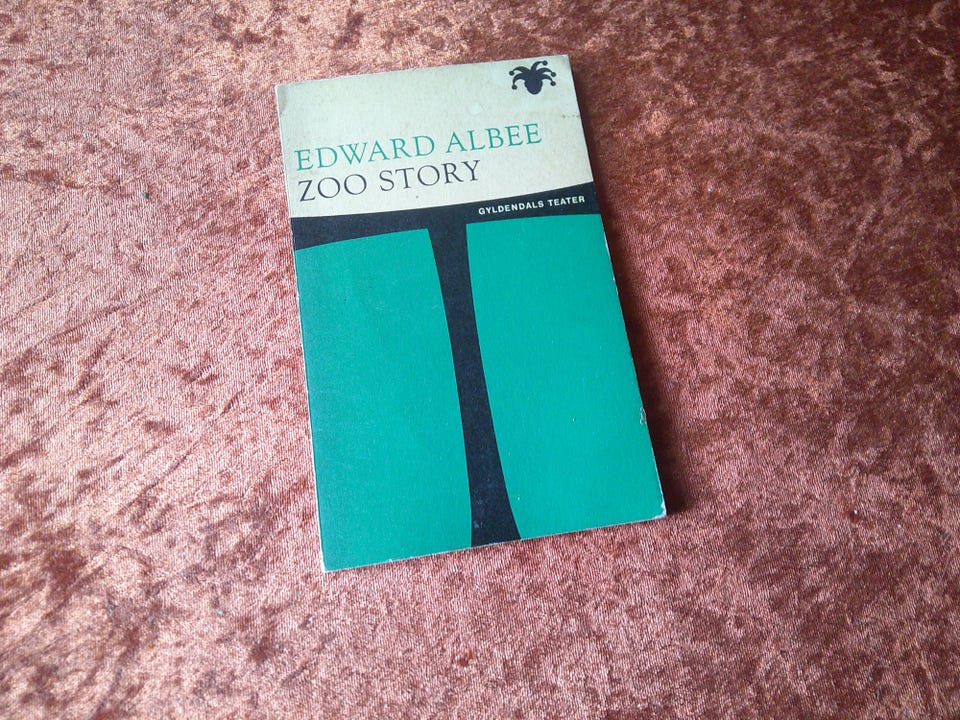 EDWARD ALBEE
ZOO STORY
GYLDENDALS TEATER